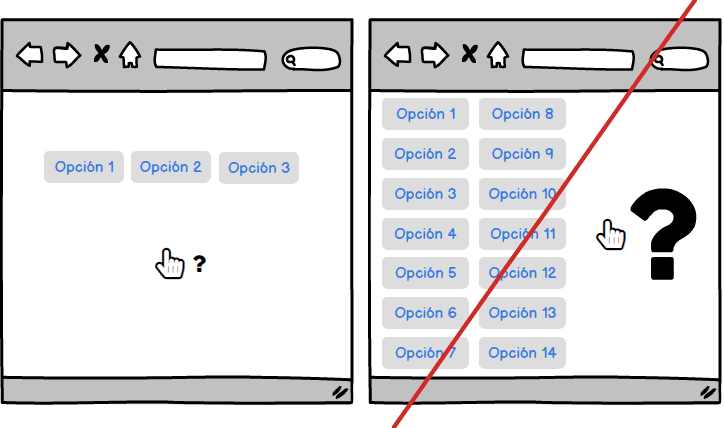 Opción 1 Opción 2 Opción 3
?
Opción 1 Opción 8
Opción 2 Opción 9
Opción 3 Opción 10
Opción 4 Opción 11
Opción 5 Opción 12
Opción 6 Opción 13
Opción 7 Opción 14
?